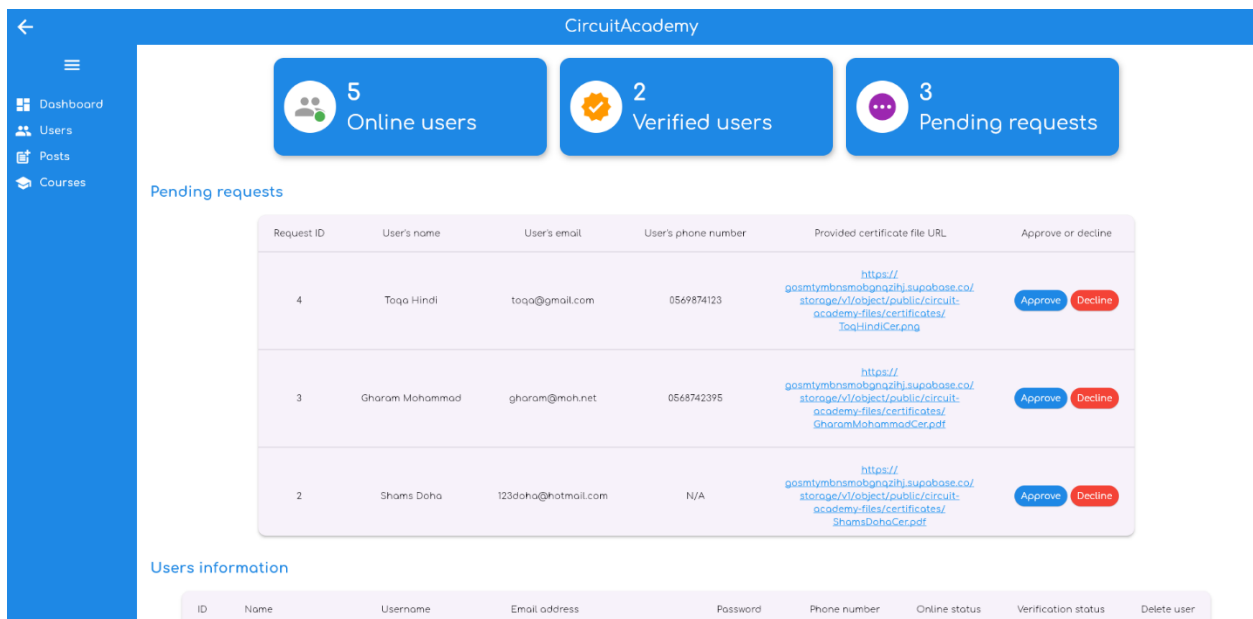 CircuitAcademy
Dashboard
Users
Posts
Courses
5
Online users
2
Verified users
3
Pending requests
Pending requests
Request ID User's name User's email User's phone number Provided certificate file URL Approve or decline
https://
gosmtymbnsmobgnqzihj.supabase.co/
storage/v1/object/public/circuit-
academy-files/certificates/
ToqHindiCer.png
4 Toqa Hindi toqa@gmail.com 0569874123 Approve Decline
https://
gosmtymbnsmobgnqzihj.supabase.co/
storage/v1/object/public/circuit-
academy-files/certificates/
GharamMohammadCer.pdf
3 Gharam Mohammad gharam@moh.net 0568742395 Approve Decline
https://
gosmtymbnsmobgnqzihj.supabase.co/
storage/v1/object/public/circuit-
academy-files/certificates/
ShamsDohaCer.pdf
2 Shams Doha 123doha@hotmail.com N/A Approve Decline
Users information
ID Name Username Email address Password Phone number Online status Verification status Delete user